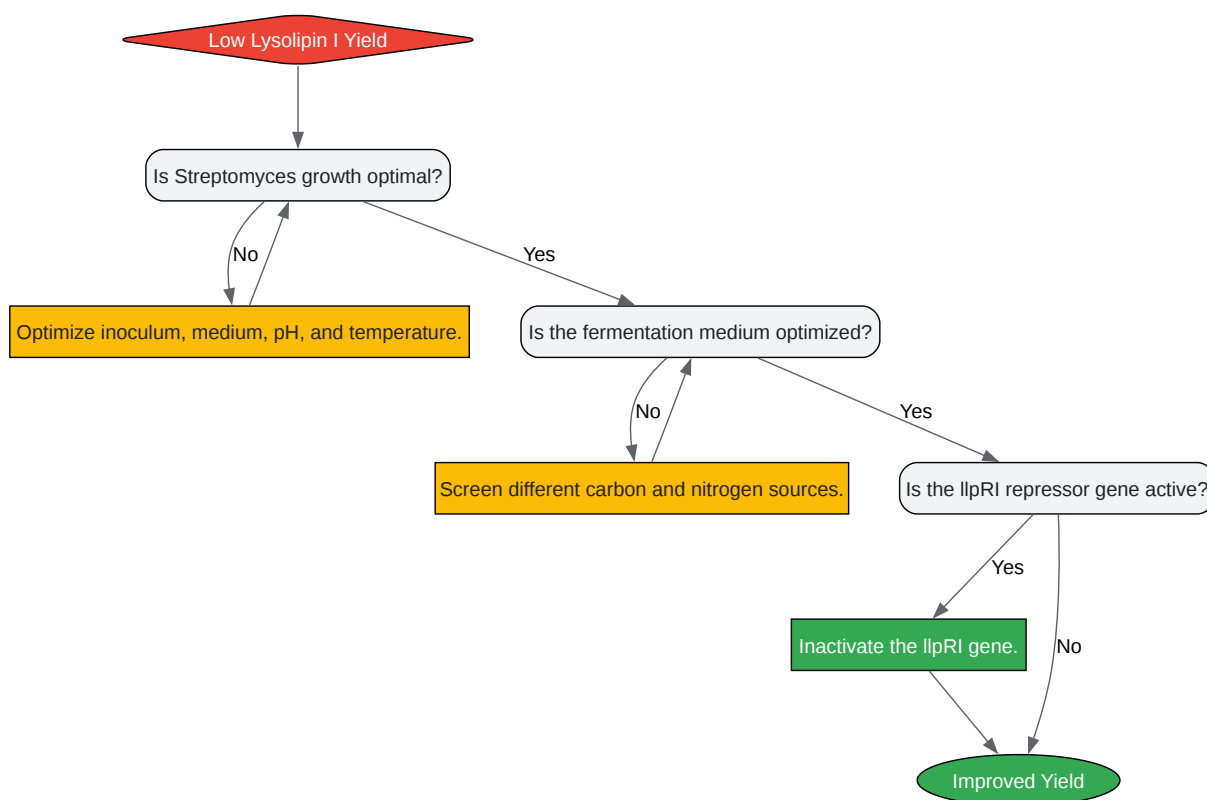 Low Lysolipin I Yield
Is Streptomyces growth optimal?
No
Yes
Optimize inoculum, medium, pH, and temperature.
Is the fermentation medium optimized?
No
Yes
Screen different carbon and nitrogen sources.
Is the llpRI repressor gene active?
Yes
Inactivate the llpRI gene.
No
Improved Yield